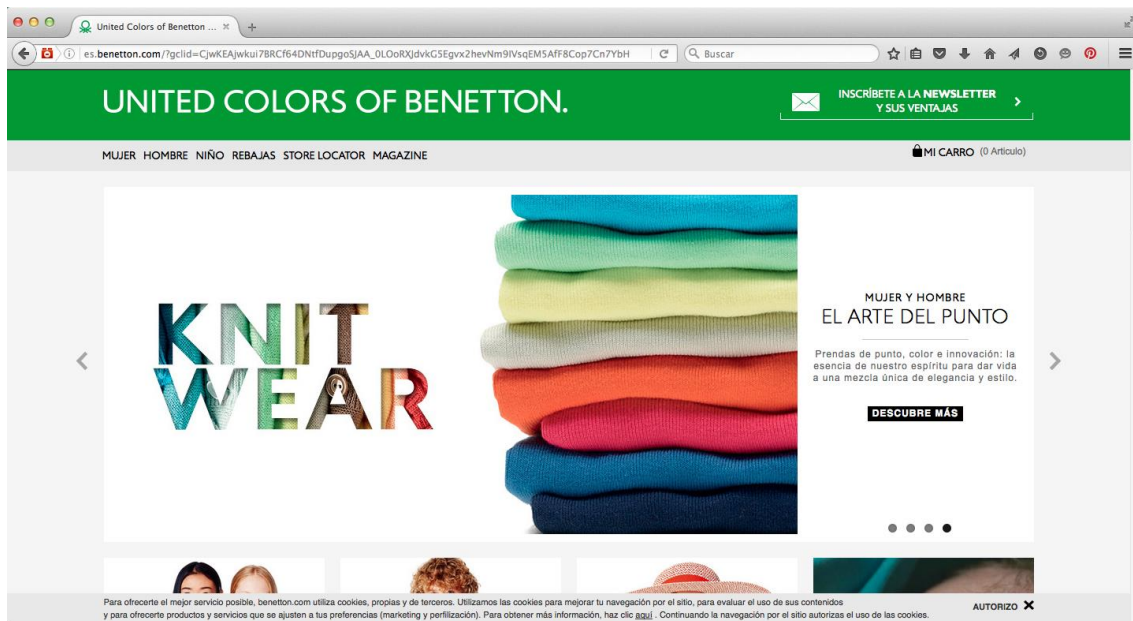 United Colors of Benetton ...
es.benetton.com/?gclid=CjwKEAjwkui7BRCf64DNtfDupgoSJAA_0LOoRXJdvkG5Egvx2hevNm9IVsqEMSAfF8Cop7Cn7YbH
Buscar
UNITED COLORS OF BENETTON.
INSCRÍBETE A LA NEWSLETTER
Y SUS VENTAJAS
MUJER HOMBRE NIÑO REBAJAS STORE LOCATOR MAGAZINE
MI CARRO (0 Articulo)
KNIT
WEAR
MUJER Y HOMBRE
EL ARTE DEL PUNTO
Prendas de punto, color e innovación: la
esencia de nuestro espíritu para dar vida
a una mezcla única de elegancia y estilo.
DESCUBRE MÁS
Para ofrecerte el mejor servicio posible, benetton.com utiliza cookies, propias y de terceros. Utilizamos las cookies para mejorar tu navegación por el sitio, para evaluar el uso de sus contenidos
y para ofrecerte productos y servicios que se ajusten a tus preferencias (marketing y perfilización). Para obtener más información, haz clic aquí . Continuando la navegación por el sitio autorizas el uso de las cookies.
AUTORIZO